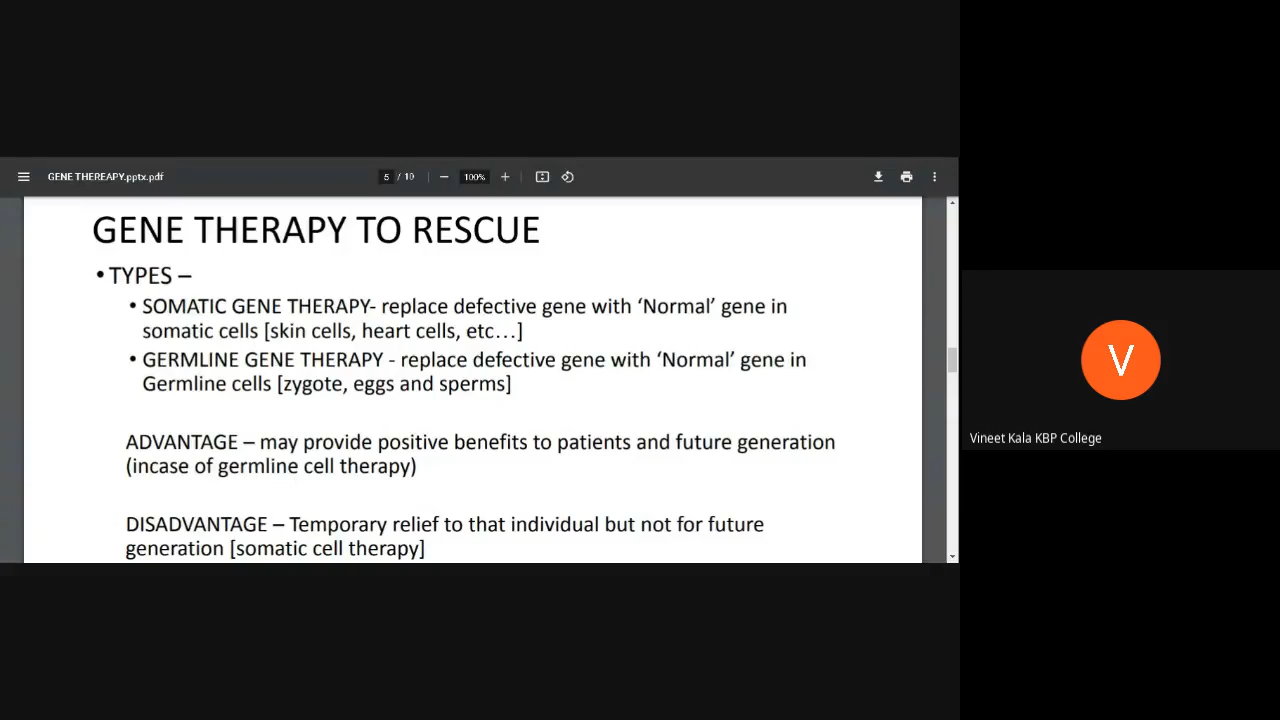 GENE THEREAPY.pptx.pdf
5 / 10
100%
GENE THERAPY TO RESCUE
• TYPES –
• SOMATIC GENE THERAPY- replace defective gene with ‘Normal’ gene in
somatic cells [skin cells, heart cells, etc…]
• GERMLINE GENE THERAPY - replace defective gene with ‘Normal’ gene in
Germline cells [zygote, eggs and sperms]
ADVANTAGE – may provide positive benefits to patients and future generation
(incase of germline cell therapy)
DISADVANTAGE – Temporary relief to that individual but not for future
generation [somatic cell therapy]
V
Vineet Kala KBP College